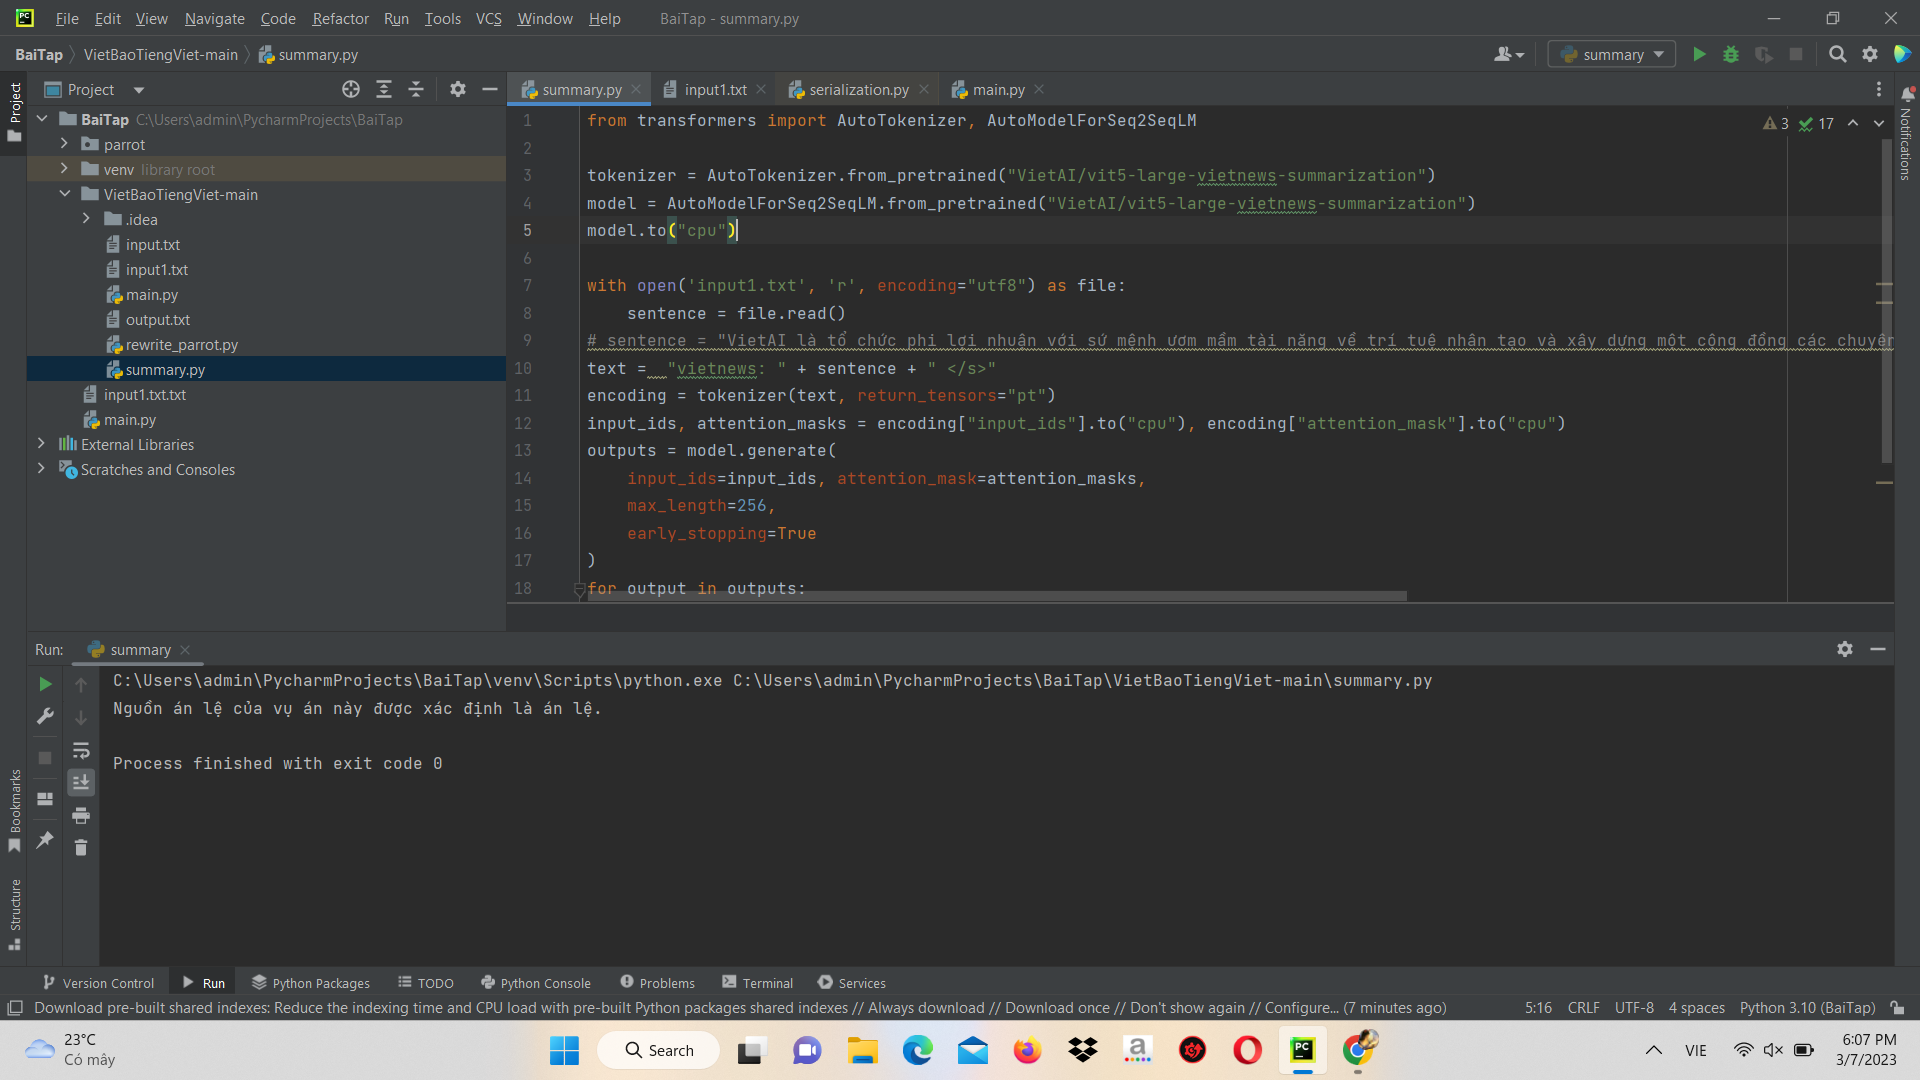 File Edit View Navigate Code Refactor Run Tools VCS Window Help BaiTap - summary.py
BaiTap VietBaoTiengViet-main summary.py summary
Project
Project
summary.py input1.txt serialization.py main.py
Notifications
BaiTap C:\Users\admin\PycharmProjects\BaiTap
parrot
venv library root
VietBaoTiengViet-main
.idea
input.txt
input1.txt
main.py
output.txt
rewrite_parrot.py
summary.py
input1.txt.txt
main.py
External Libraries
Scratches and Consoles
3 17
1 from transformers import AutoTokenizer, AutoModelForSeq2SeqLM
2
3 tokenizer = AutoTokenizer.from_pretrained("VietAI/vit5-large-vietnews-summarization")
4 model = AutoModelForSeq2SeqLM.from_pretrained("VietAI/vit5-large-vietnews-summarization")
5 model.to("cpu")
6
7 with open('input1.txt', 'r', encoding="utf8") as file:
8 sentence = file.read()
9 # sentence = "VietAI là tổ chức phi lợi nhuận với sứ mệnh ươm mầm tài năng về trí tuệ nhân tạo và xây dựng một cộng đồng các chuyên
10 text = "vietnews: " + sentence + " </s>"
11 encoding = tokenizer(text, return_tensors="pt")
12 input_ids, attention_masks = encoding["input_ids"].to("cpu"), encoding["attention_mask"].to("cpu")
13 outputs = model.generate(
14 input_ids=input_ids, attention_mask=attention_masks,
15 max_length=256,
16 early_stopping=True
17 )
18 for output in outputs:
Run: summary
C:\Users\admin\PycharmProjects\BaiTap\venv\Scripts\python.exe C:\Users\admin\PycharmProjects\BaiTap\VietBaoTiengViet-main\summary.py
Nguồn án lệ của vụ án này được xác định là án lệ.
Process finished with exit code 0
Bookmarks
Structure
Version Control Run Python Packages TODO Python Console Problems Terminal Services
Download pre-built shared indexes: Reduce the indexing time and CPU load with pre-built Python packages shared indexes // Always download // Download once // Don't show again // Configure... (7 minutes ago) 5:16 CRLF UTF-8 4 spaces Python 3.10 (BaiTap)
23°C
Có mây
Search
VIE
6:07 PM
3/7/2023